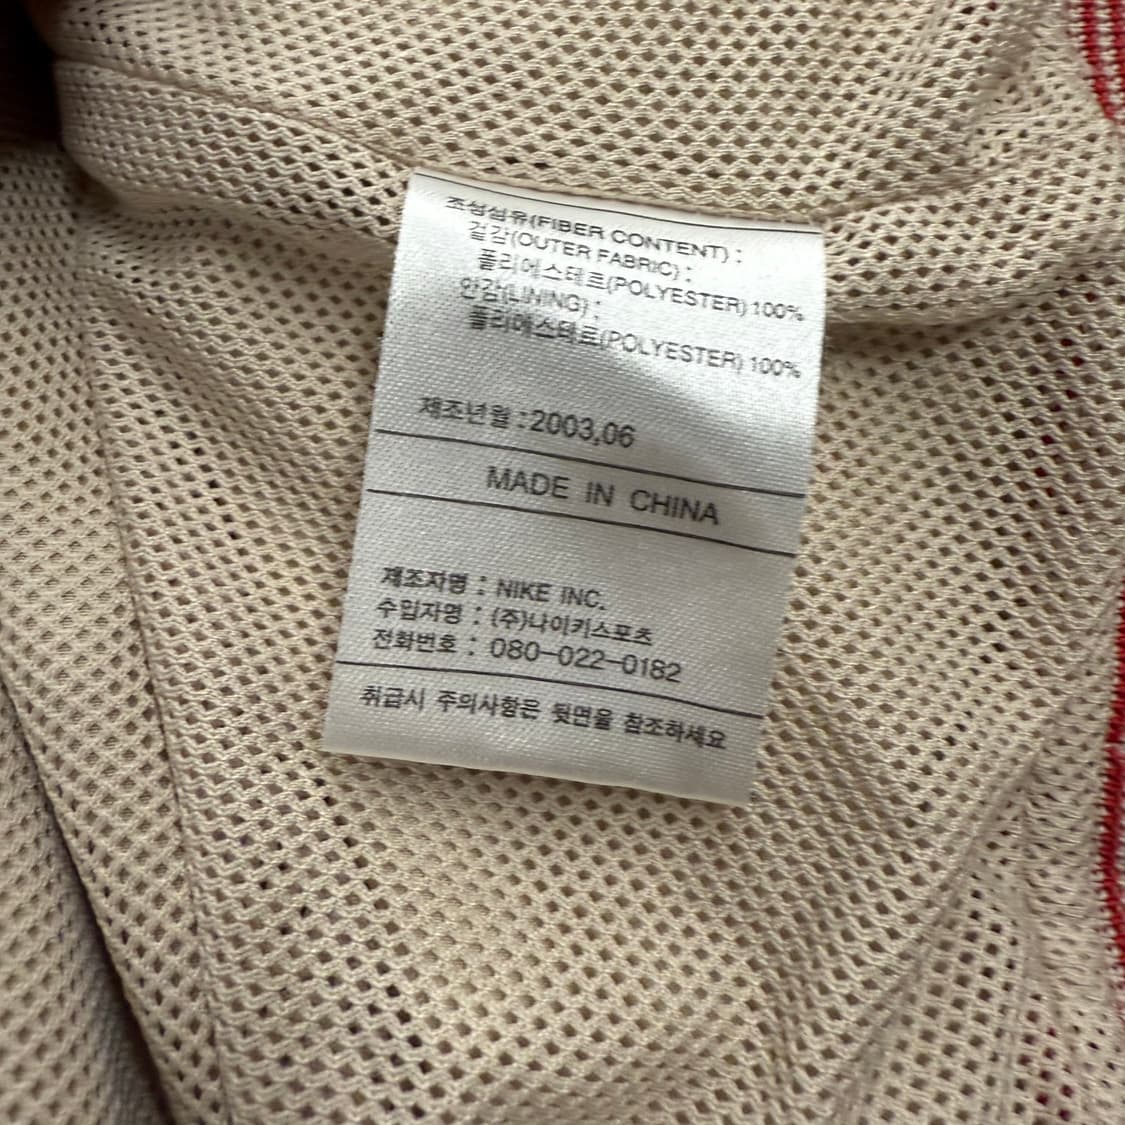 조성섬유(FIBER CONTENT) :
겉감(OUTER FABRIC) :
폴리에스테르(POLYESTER) 100%
안감(LINING) :
폴리에스테르(POLYESTER) 100%
제조년월 : 2003.06
MADE IN CHINA
제조자명 : NIKE INC.
수입자명 : (주)나이키스포츠
전화번호 : 080-022-0182
취급시 주의사항은 뒷면을 참조하세요